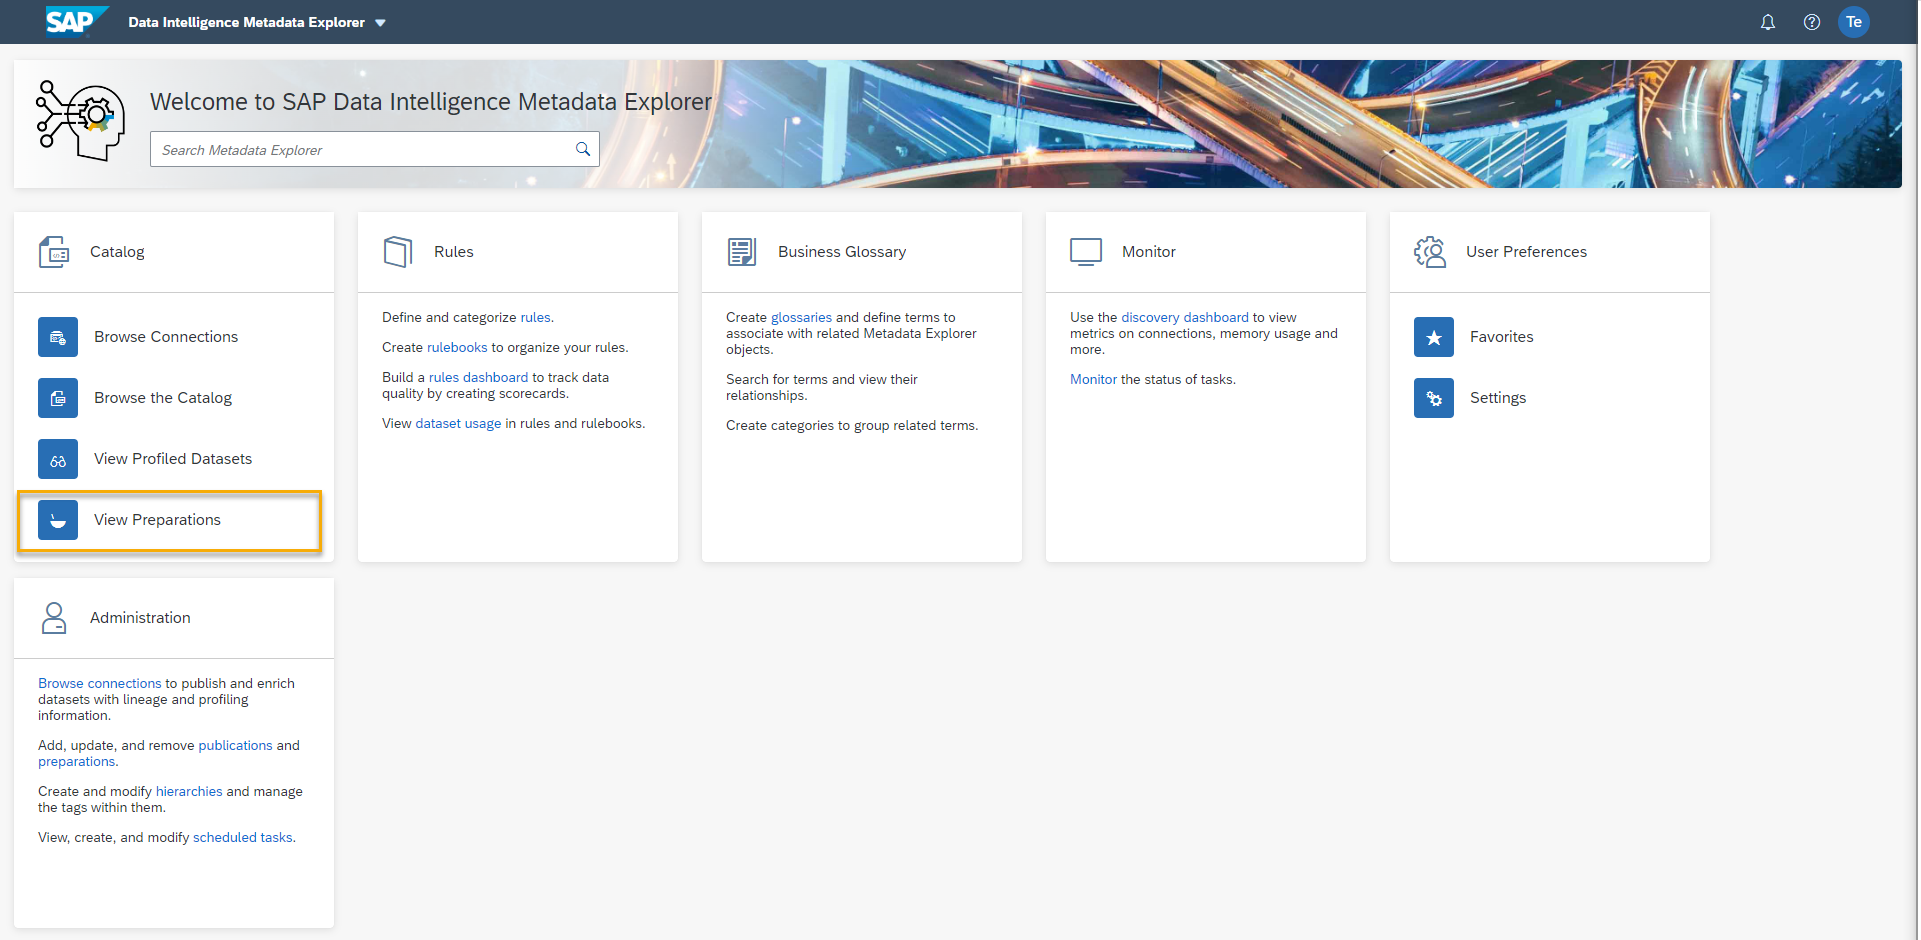 SAP Data Intelligence Metadata Explorer
Te
Welcome to SAP Data Intelligence Metadata Explorer
Search Metadata Explorer
Catalog
Browse Connections
Browse the Catalog
View Profiled Datasets
View Preparations
Rules
Define and categorize rules.
Create rulebooks to organize your rules.
Build a rules dashboard to track data
quality by creating scorecards.
View dataset usage in rules and rulebooks.
Business Glossary
Create glossaries and define terms to
associate with related Metadata Explorer
objects.
Search for terms and view their
relationships.
Create categories to group related terms.
Monitor
Use the discovery dashboard to view
metrics on connections, memory usage and
more.
Monitor the status of tasks.
User Preferences
Favorites
Settings
Administration
Browse connections to publish and enrich
datasets with lineage and profiling
information.
Add, update, and remove publications and
preparations.
Create and modify hierarchies and manage
the tags within them.
View, create, and modify scheduled tasks.